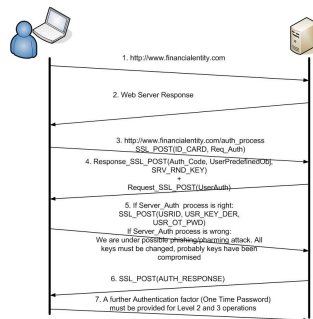 1. http://www.financialentity.com
2. Web Server Response
3. http://www.financialentity.com/auth_process
SSL_POST(ID_CARD, Req_Auth)
4. Response_SSL_POST(Auth_Code, UserPredefinedObj,
SRV_RND_KEY)
+
Request_SSL_POST(UserAuth)
5. If Server_Auth process is right:
SSL_POST(USRID, USR_KEY_DER,
USR_OT_PWD)
If Server_Auth process is wrong:
We are under possible phishing/pharming attack. All
keys must be changed, probably keys have been
compromised
6. SSL_POST(AUTH_RESPONSE)
7. A further Authentication factor (One Time Password)
must be provided for Level 2 and 3 operations